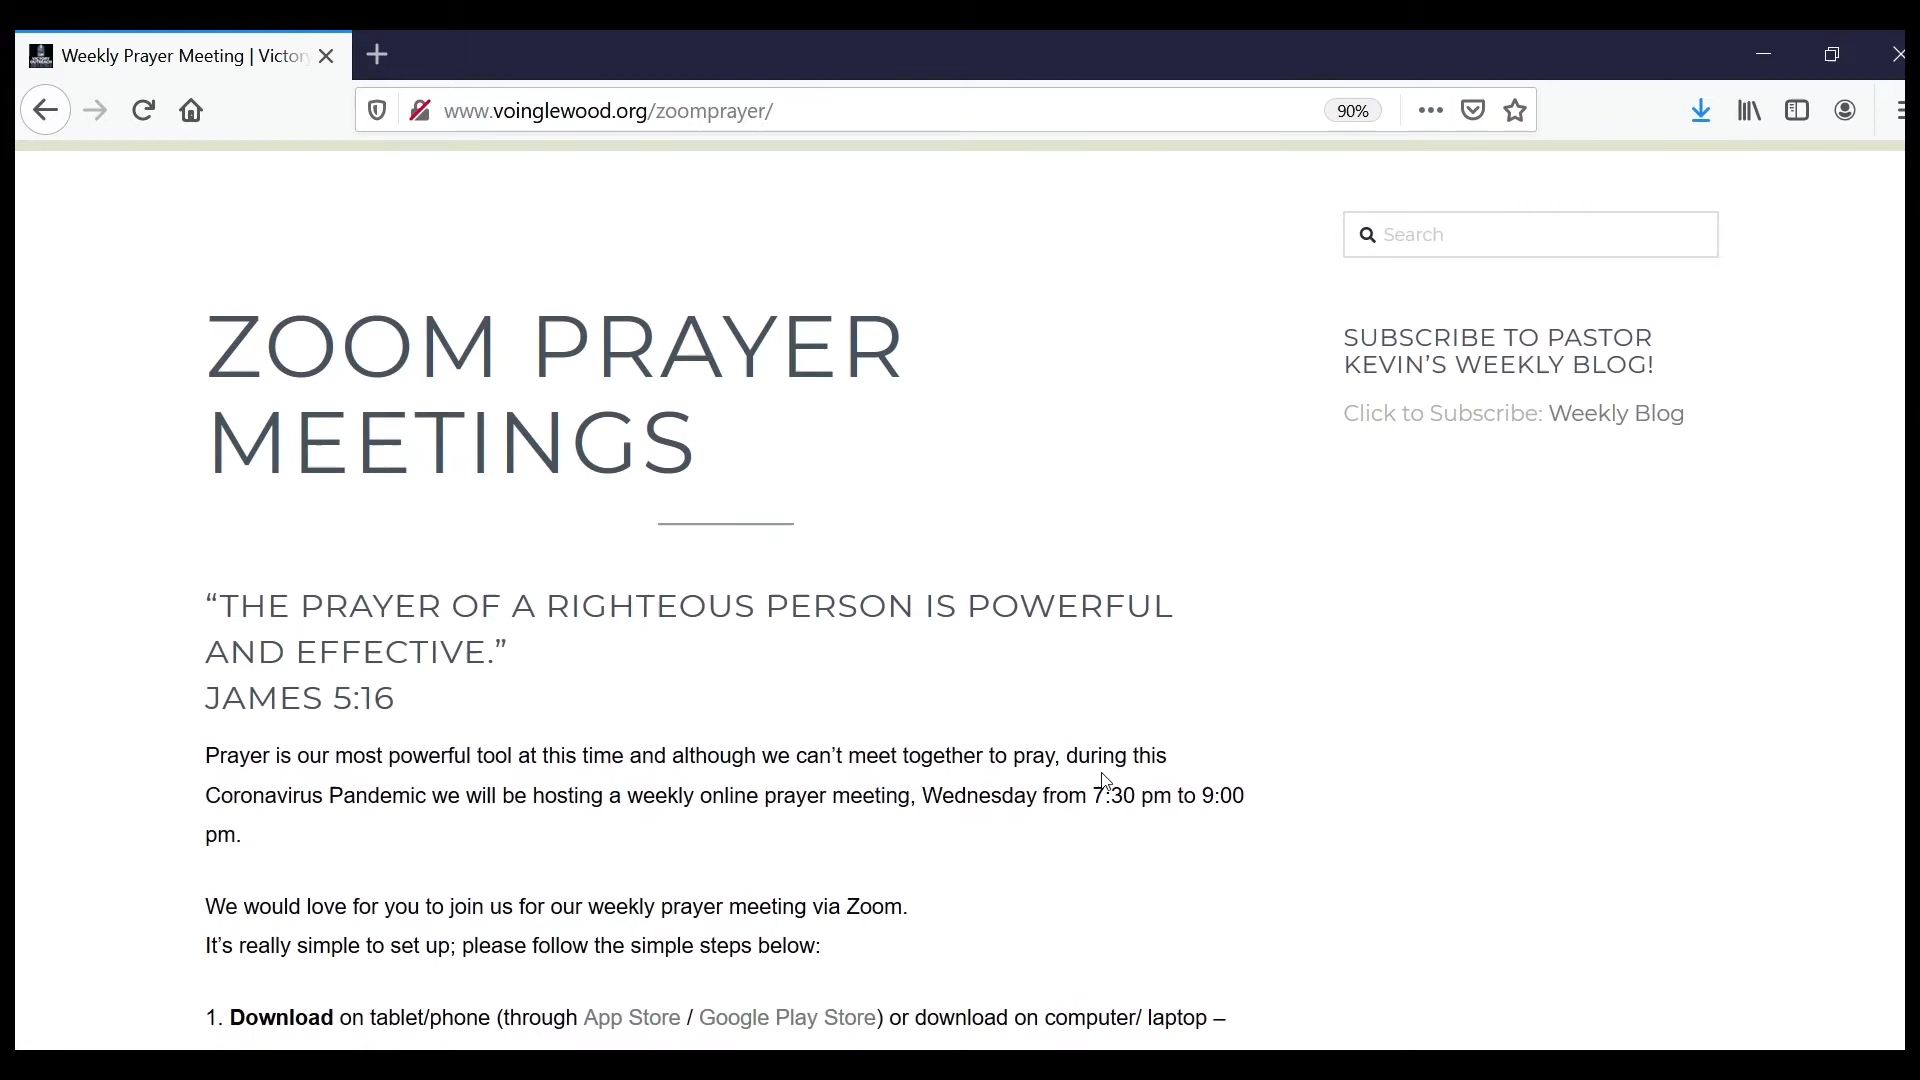 Weekly Prayer Meeting | Victor
www.voinglewood.org/zoomprayer/
90%
Search
ZOOM PRAYER
MEETINGS
SUBSCRIBE TO PASTOR
KEVIN’S WEEKLY BLOG!
Click to Subscribe: Weekly Blog
“THE PRAYER OF A RIGHTEOUS PERSON IS POWERFUL
AND EFFECTIVE.”
JAMES 5:16
Prayer is our most powerful tool at this time and although we can’t meet together to pray, during this
Coronavirus Pandemic we will be hosting a weekly online prayer meeting, Wednesday from 7:30 pm to 9:00
pm.
We would love for you to join us for our weekly prayer meeting via Zoom.
It’s really simple to set up; please follow the simple steps below:
1. Download on tablet/phone (through App Store / Google Play Store) or download on computer/ laptop –